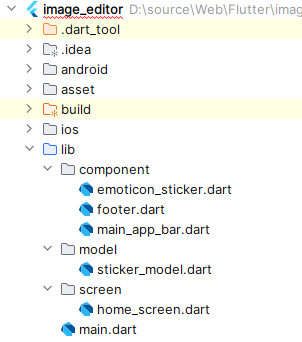 image_editor D:\source\Web\Flutter\imag
.dart_tool
.idea
android
asset
build
ios
lib
component
emoticon_sticker.dart
footer.dart
main_app_bar.dart
model
sticker_model.dart
screen
home_screen.dart
main.dart